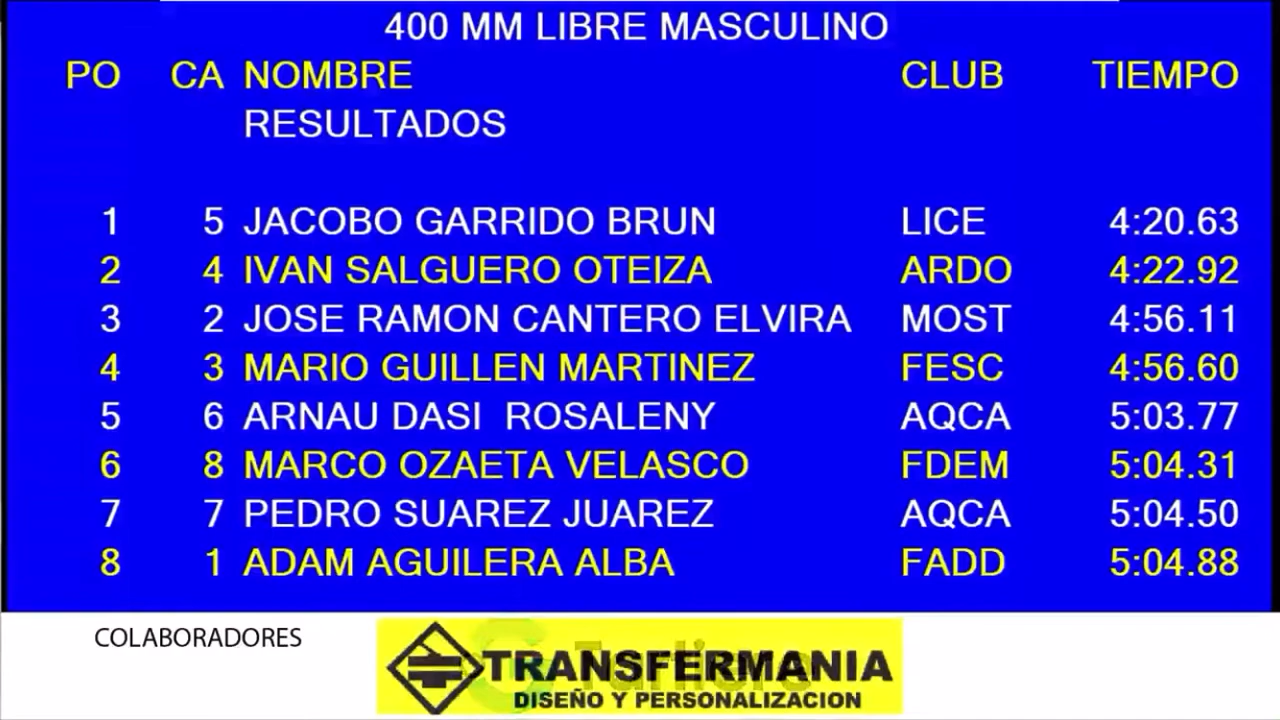 400 MM LIBRE MASCULINO
PO CA NOMBRE CLUB TIEMPO
RESULTADOS
1 5 JACOBO GARRIDO BRUN LICE 4:20.63
2 4 IVAN SALGUERO OTEIZA ARDO 4:22.92
3 2 JOSE RAMON CANTERO ELVIRA MOST 4:56.11
4 3 MARIO GUILLEN MARTINEZ FESC 4:56.60
5 6 ARNAU DASI ROSALENY AQCA 5:03.77
6 8 MARCO OZAETA VELASCO FDEM 5:04.31
7 7 PEDRO SUAREZ JUAREZ AQCA 5:04.50
8 1 ADAM AGUILERA ALBA FADD 5:04.88
COLABORADORES
TRANSFERMANIA
DISEÑO Y PERSONALIZACION